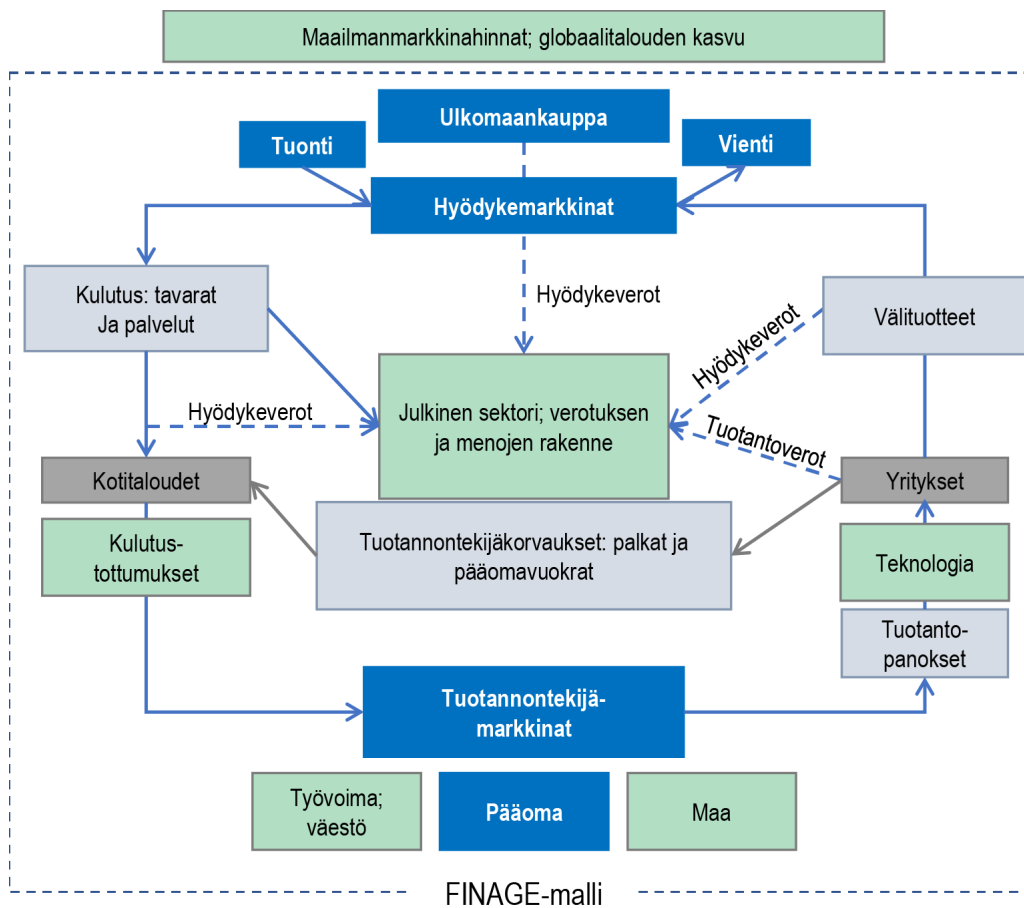 Maailmanmarkkinahinnat; globaalitalouden kasvu
Ulkomaankauppa
Tuonti
Vienti
Hyödykemarkkinat
Kulutus: tavarat
Ja palvelut
Hyödykeverot
Hyödykeverot
Välituotteet
Julkinen sektori; verotuksen
ja menojen rakenne
Hyödykeverot
Tuotantoverot
Kotitaloudet
Yritykset
Kulutus-
tottumukset
Tuotannontekijäkorvaukset: palkat ja
pääomavuokrat
Teknologia
Tuotanto-
panokset
Tuotannontekijä-
markkinat
Työvoima;
väestö
Pääoma
Maa
FINAGE-malli